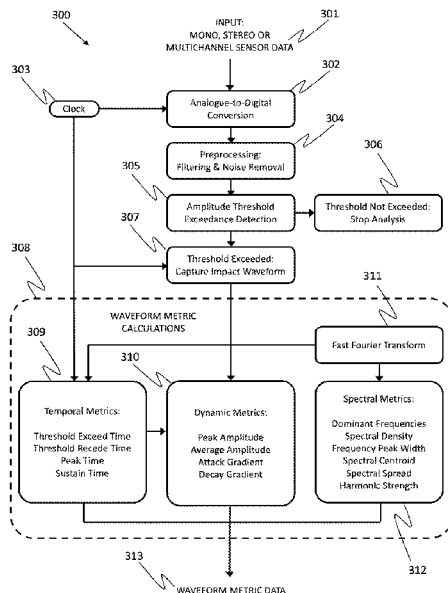 300
INPUT:
MONO, STEREO OR
MULTICHANNEL SENSOR DATA
301
303
Clock
302
Analogue-to-Digital
Conversion
304
Preprocessing:
Filtering & Noise Removal
305
306
Amplitude Threshold
Exceedance Detection
Threshold Not Exceeded:
Stop Analysis
307
Threshold Exceeded:
Capture Impact Waveform
308
311
WAVEFORM METRIC
CALCULATIONS
309
310
Fast Fourier Transform
Temporal Metrics:
Threshold Exceed Time
Threshold Recede Time
Peak Time
Sustain Time
Dynamic Metrics:
Peak Amplitude
Average Amplitude
Attack Gradient
Decay Gradient
Spectral Metrics:
Dominant Frequencies
Spectral Density
Frequency Peak Width
Spectral Centroid
Spectral Spread
Harmonic Strength
312
313
WAVEFORM METRIC DATA